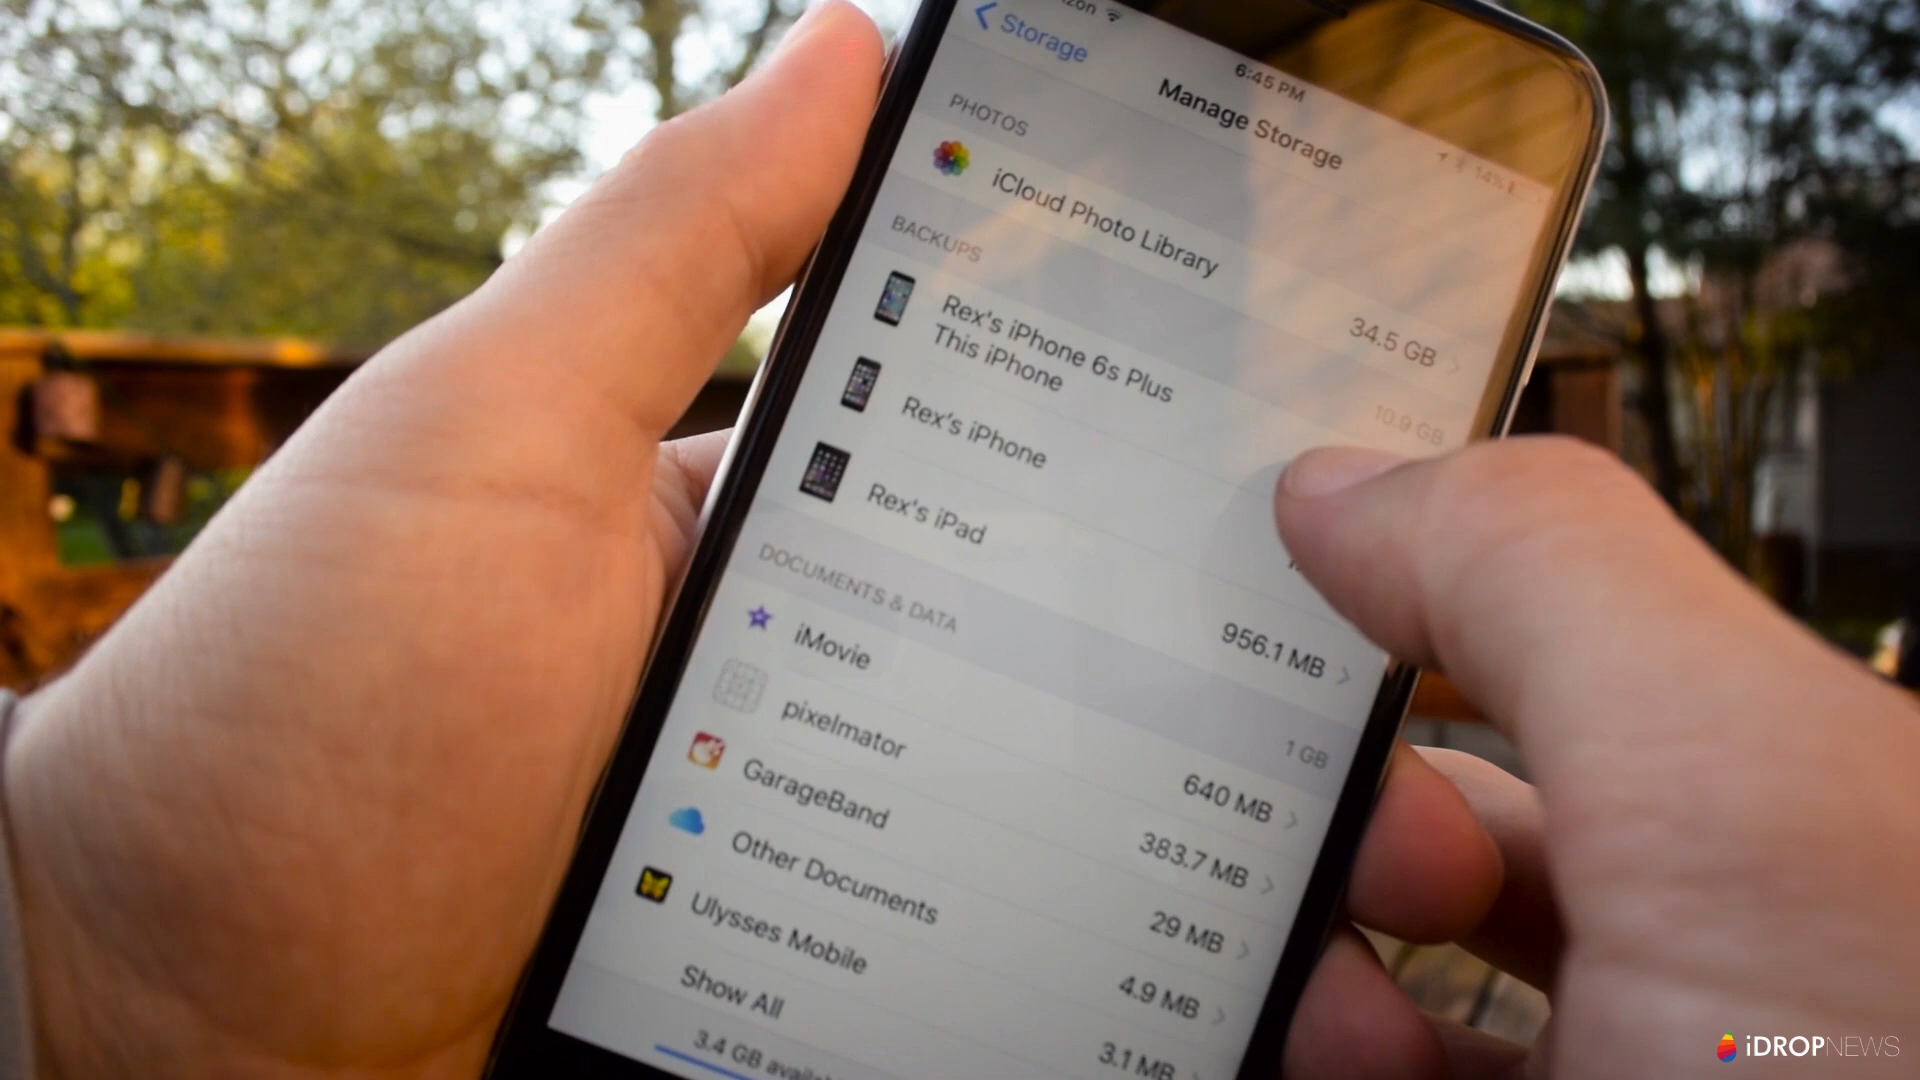 6:45 PM
14%
Storage
Manage Storage
PHOTOS
iCloud Photo Library
34.5 GB
BACKUPS
10.9 GB
Rex's iPhone 6s Plus
This iPhone
Rex's iPhone
Rex's iPad
956.1 MB
DOCUMENTS & DATA
1 GB
iMovie
640 MB
pixelmator
383.7 MB
GarageBand
29 MB
Other Documents
4.9 MB
Ulysses Mobile
3.1 MB
Show All
3.4 GB
iDROPNEWS